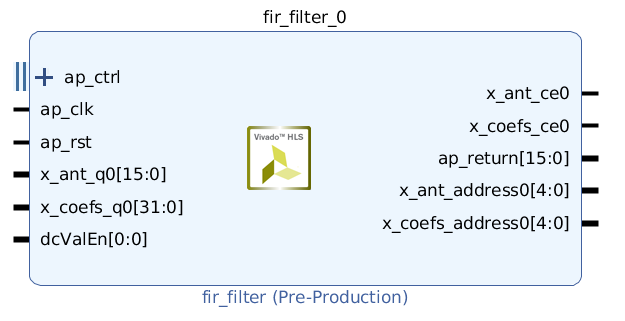 fir_filter_0
ap_ctrl
ap_clk
ap_rst
x_ant_q0[15:0]
x_coefs_q0[31:0]
dcValEn[0:0]
Vivado™ HLS
x_ant_ce0
x_coefs_ce0
ap_return[15:0]
x_ant_address0[4:0]
x_coefs_address0[4:0]
fir_filter (Pre-Production)